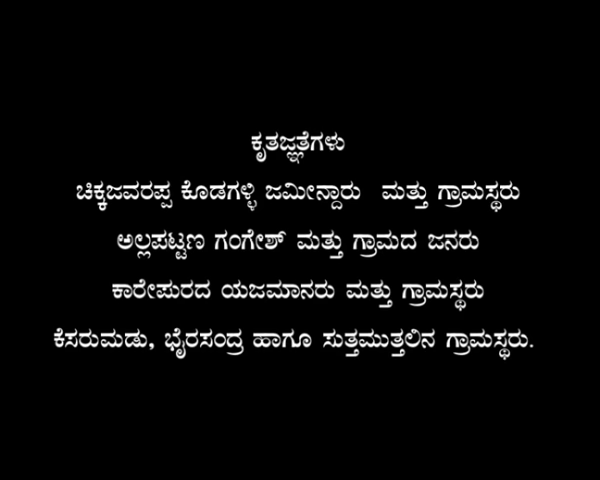 ಕೃತಜ್ಞತೆಗಳು
ಚಿಕ್ಕಜವರಪ್ಪ ಕೊಡಗಳ್ಳಿ ಜಮೀನ್ದಾರು ಮತ್ತು ಗ್ರಾಮಸ್ಥರು
ಅಲ್ಲಪಟ್ಟಣ ಗಂಗೇಶ್ ಮತ್ತು ಗ್ರಾಮದ ಜನರು
ಕಾರೇಪುರದ ಯಜಮಾನರು ಮತ್ತು ಗ್ರಾಮಸ್ಥರು
ಕೆಸರುಮಡು, ಭೈರಸಂದ್ರ ಹಾಗೂ ಸುತ್ತಮುತ್ತಲಿನ ಗ್ರಾಮಸ್ಥರು.